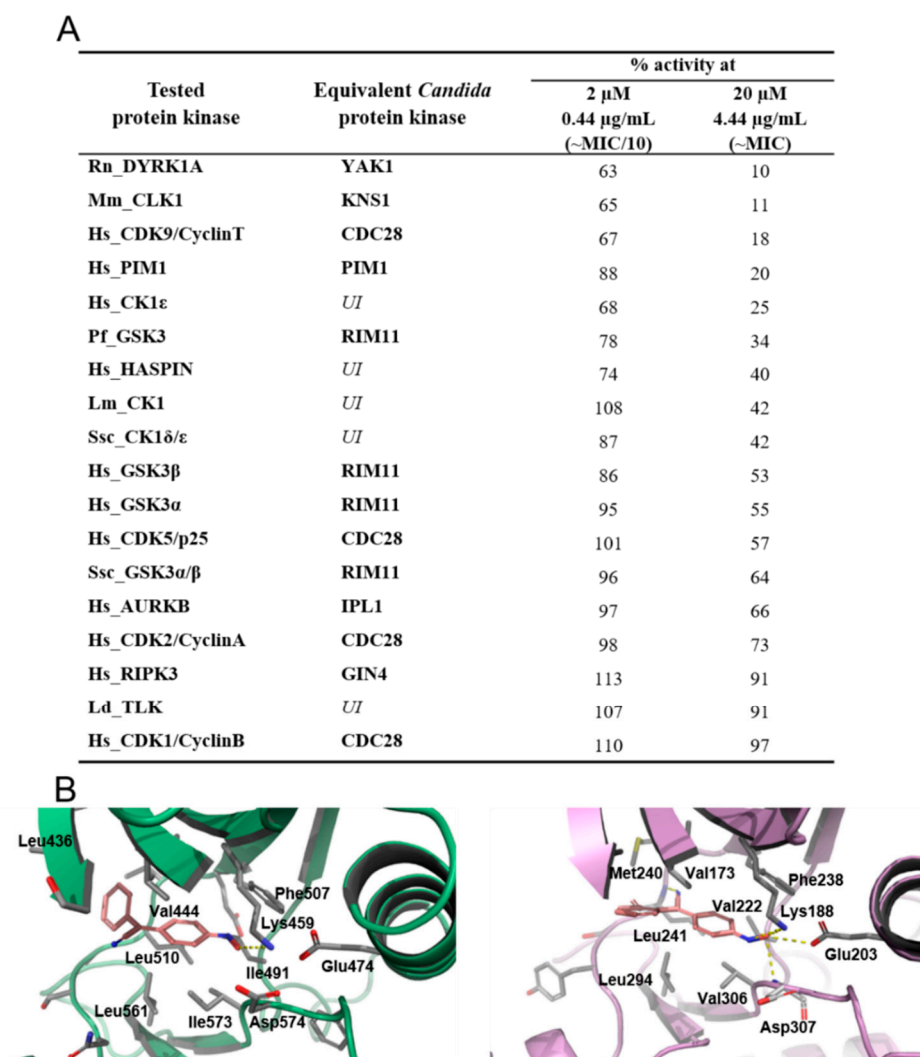 A
% activity at
Tested protein kinase Equivalent Candida protein kinase 2 μM 0.44 μg/mL (~MIC/10) 20 μM 4.44 μg/mL (~MIC)
Rn_DYRK1A YAK1 63 10
Mm_CLK1 KNS1 65 11
Hs_CDK9/CyclinT CDC28 67 18
Hs_PIM1 PIM1 88 20
Hs_CK1ε UI 68 25
Pf_GSK3 RIM11 78 34
Hs_HASPIN UI 74 40
Lm_CK1 UI 108 42
Ssc_CK1δ/ε UI 87 42
Hs_GSK3β RIM11 86 53
Hs_GSK3α RIM11 95 55
Hs_CDK5/p25 CDC28 101 57
Ssc_GSK3α/β RIM11 96 64
Hs_AURKB IPL1 97 66
Hs_CDK2/CyclinA CDC28 98 73
Hs_RIPK3 GIN4 113 91
Ld_TLK UI 107 91
Hs_CDK1/CyclinB CDC28 110 97
B
Leu436
Phe507
Val444
Lys459
Leu510
Ile491
Glu474
Leu561
Ile573
Asp574
Met240
Val173
Phe238
Val222
Lys188
Leu241
Glu203
Leu294
Val306
Asp307